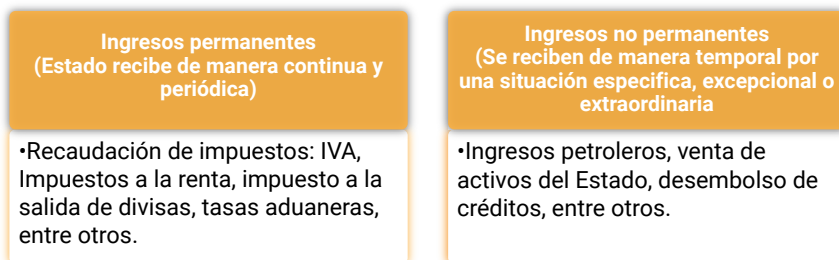 Ingresos permanentes
(Estado recibe de manera continua y
periódica)
•Recaudación de impuestos: IVA,
Impuestos a la renta, impuesto a la
salida de divisas, tasas aduaneras,
entre otros.
Ingresos no permanentes
(Se reciben de manera temporal por
una situación especifica, excepcional o
extraordinaria
•Ingresos petroleros, venta de
activos del Estado, desembolso de
créditos, entre otros.